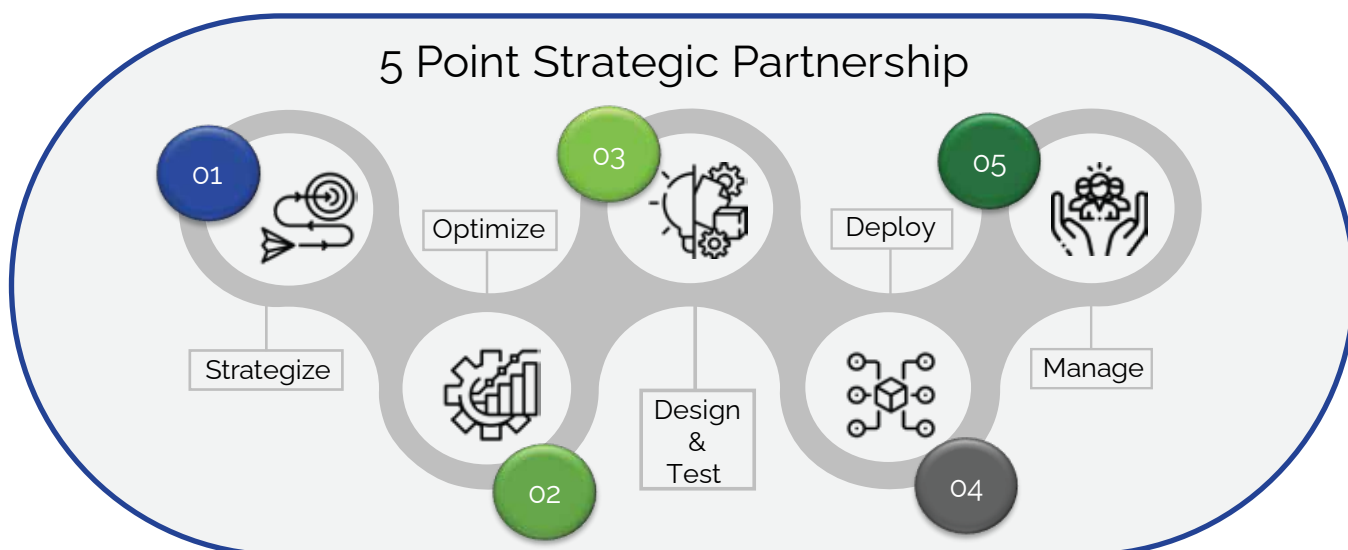 5 Point Strategic Partnership
01
Strategize
02
Optimize
03
Design
&
Test
04
Deploy
05
Manage